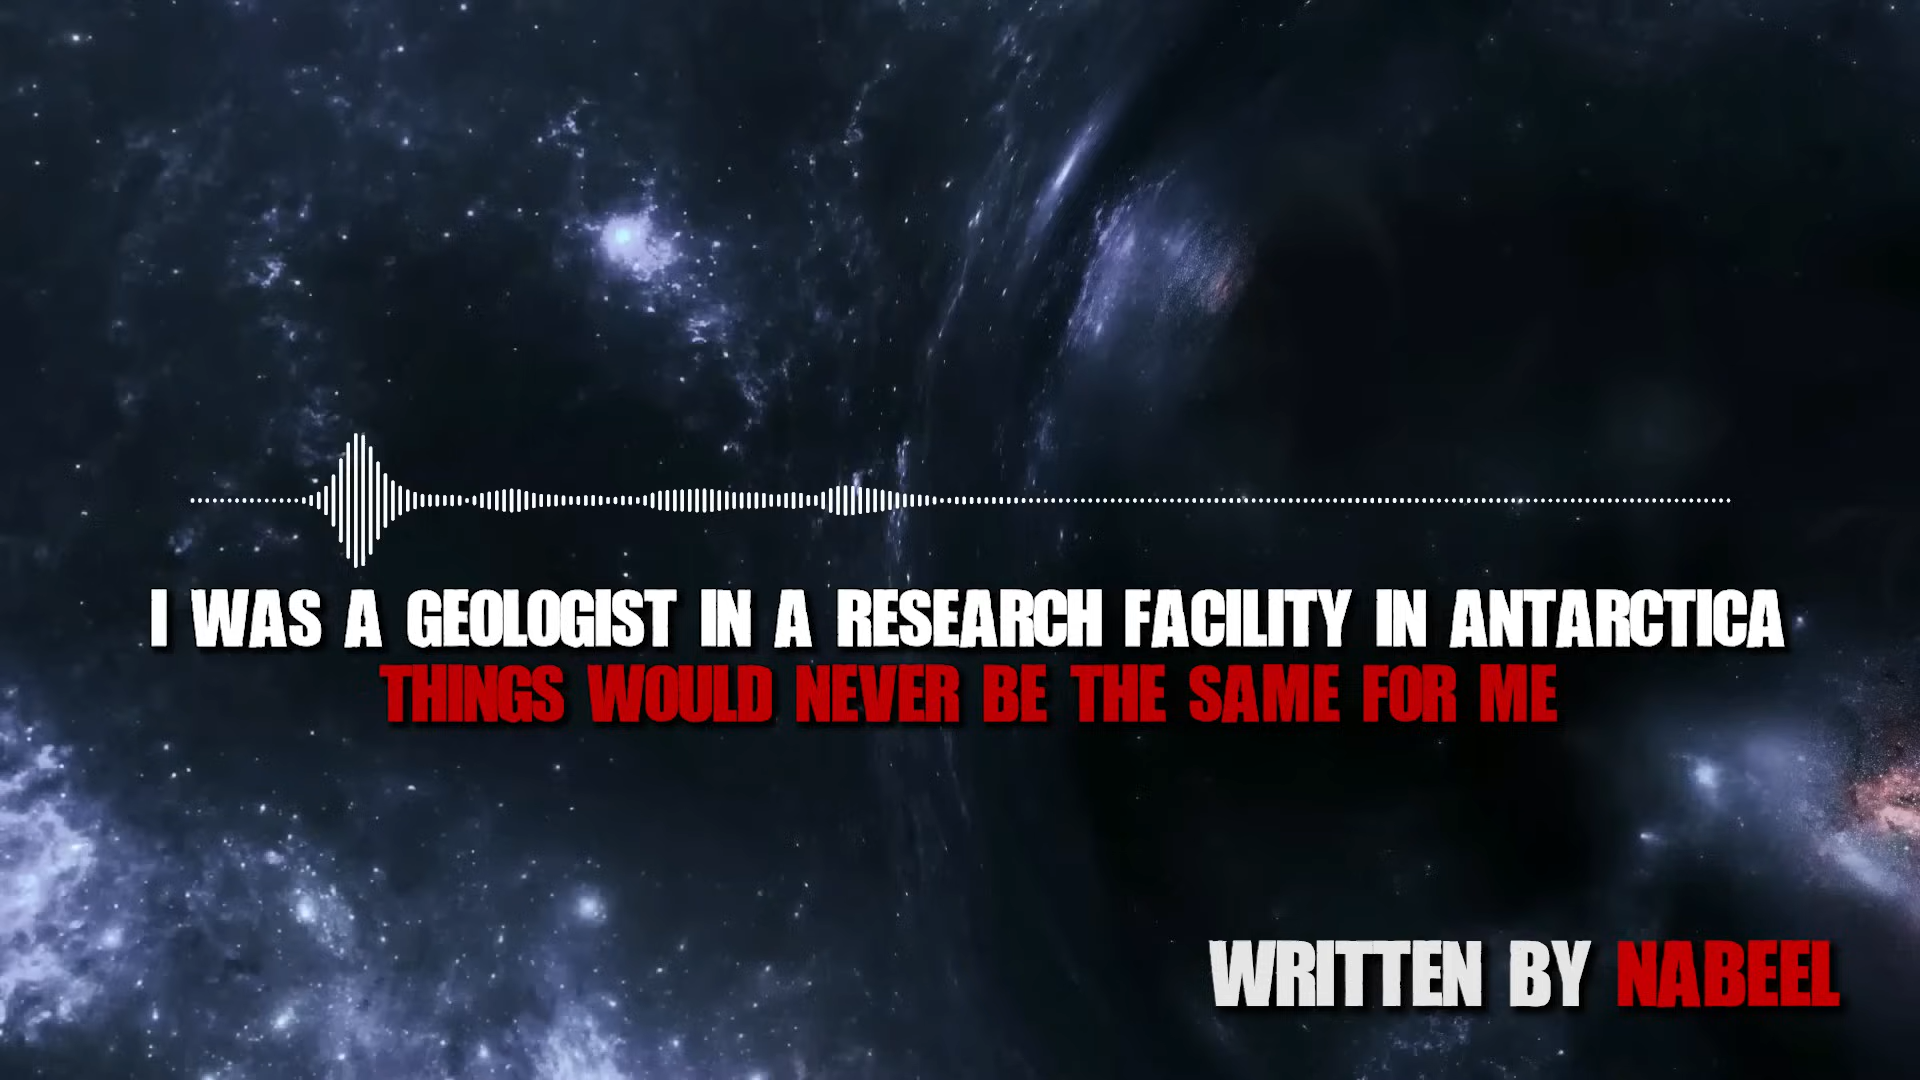 I WAS A GEOLOGIST IN A RESEARCH FACILITY IN ANTARCTICA
THINGS WOULD NEVER BE THE SAME FOR ME
WRITTEN BY NABEEL